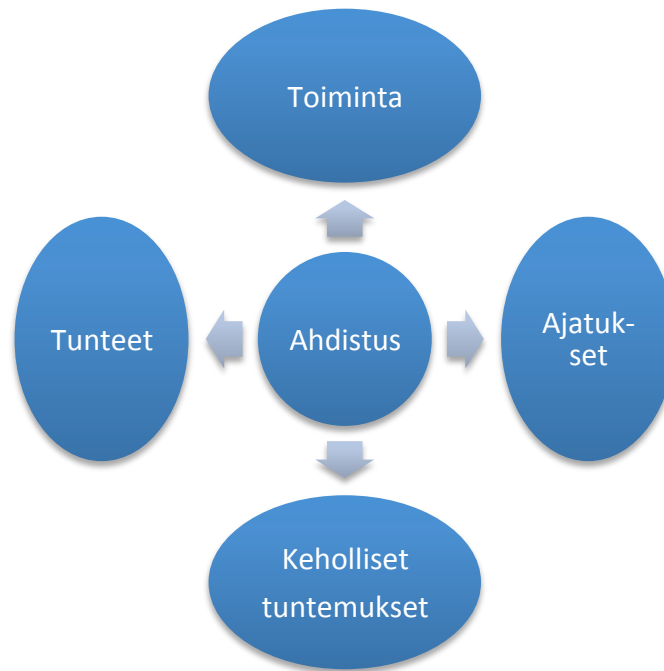 Toiminta
Tunteet
Ahdistus
Ajatuk-
set
Keholliset
tuntemukset